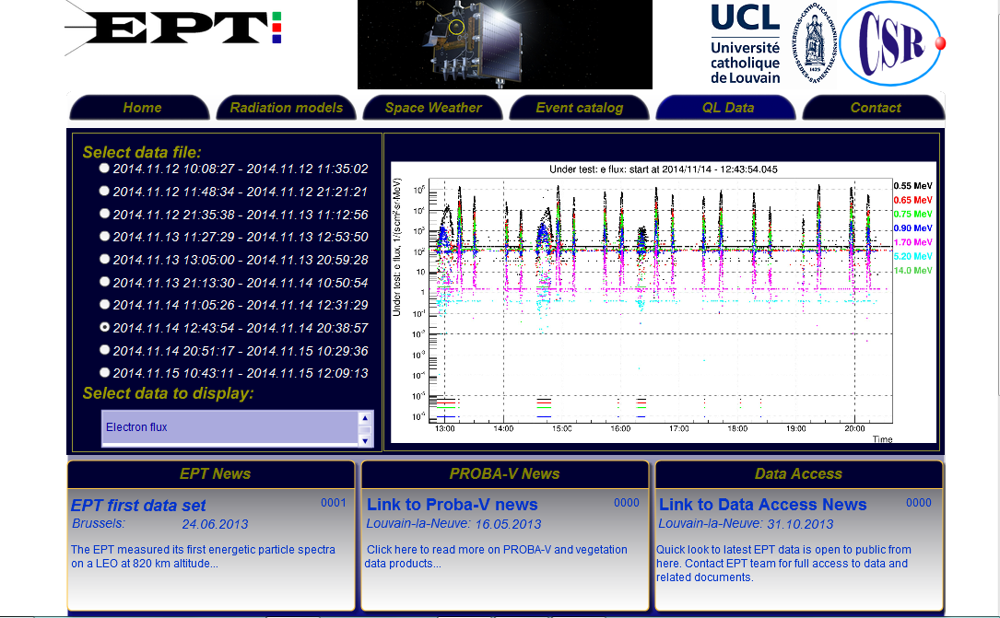 EPT
EPT
UCL
Université
catholique
de Louvain
CSR
Home
Radiation models
Space Weather
Event catalog
QL Data
Contact
Select data file:
2014.11.12 10:08:27 - 2014.11.12 11:35:02
2014.11.12 11:48:34 - 2014.11.12 21:21:21
2014.11.12 21:35:38 - 2014.11.13 11:12:56
2014.11.13 11:27:29 - 2014.11.13 12:53:50
2014.11.13 13:05:00 - 2014.11.13 20:59:28
2014.11.13 21:13:30 - 2014.11.14 10:50:54
2014.11.14 11:05:26 - 2014.11.14 12:31:29
2014.11.14 12:43:54 - 2014.11.14 20:38:57
2014.11.14 20:51:17 - 2014.11.15 10:29:36
2014.11.15 10:43:11 - 2014.11.15 12:09:13
Select data to display:
Electron flux
Under test: e flux: start at 2014/11/14 - 12:43:54.045
Under test: e flux, 1/(s·cm²·sr·MeV)
10⁵
10⁴
10³
10²
10
1
10⁻¹
10⁻²
10⁻³
10⁻⁴
10⁻⁵
10⁻⁶
0.55 MeV
0.65 MeV
0.75 MeV
0.90 MeV
1.70 MeV
5.20 MeV
14.0 MeV
13:00 14:00 15:00 16:00 17:00 18:00 19:00 20:00
Time
EPT News
EPT first data set 0001
Brussels: 24.06.2013
The EPT measured its first energetic particle spectra
on a LEO at 820 km altitude...
PROBA-V News
Link to Proba-V news 0000
Louvain-la-Neuve: 16.05.2013
Click here to read more on PROBA-V and vegetation
data products...
Data Access
Link to Data Access News 0000
Louvain-la-Neuve: 31.10.2013
Quick look to latest EPT data is open to public from
here. Contact EPT team for full access to data and
related documents.